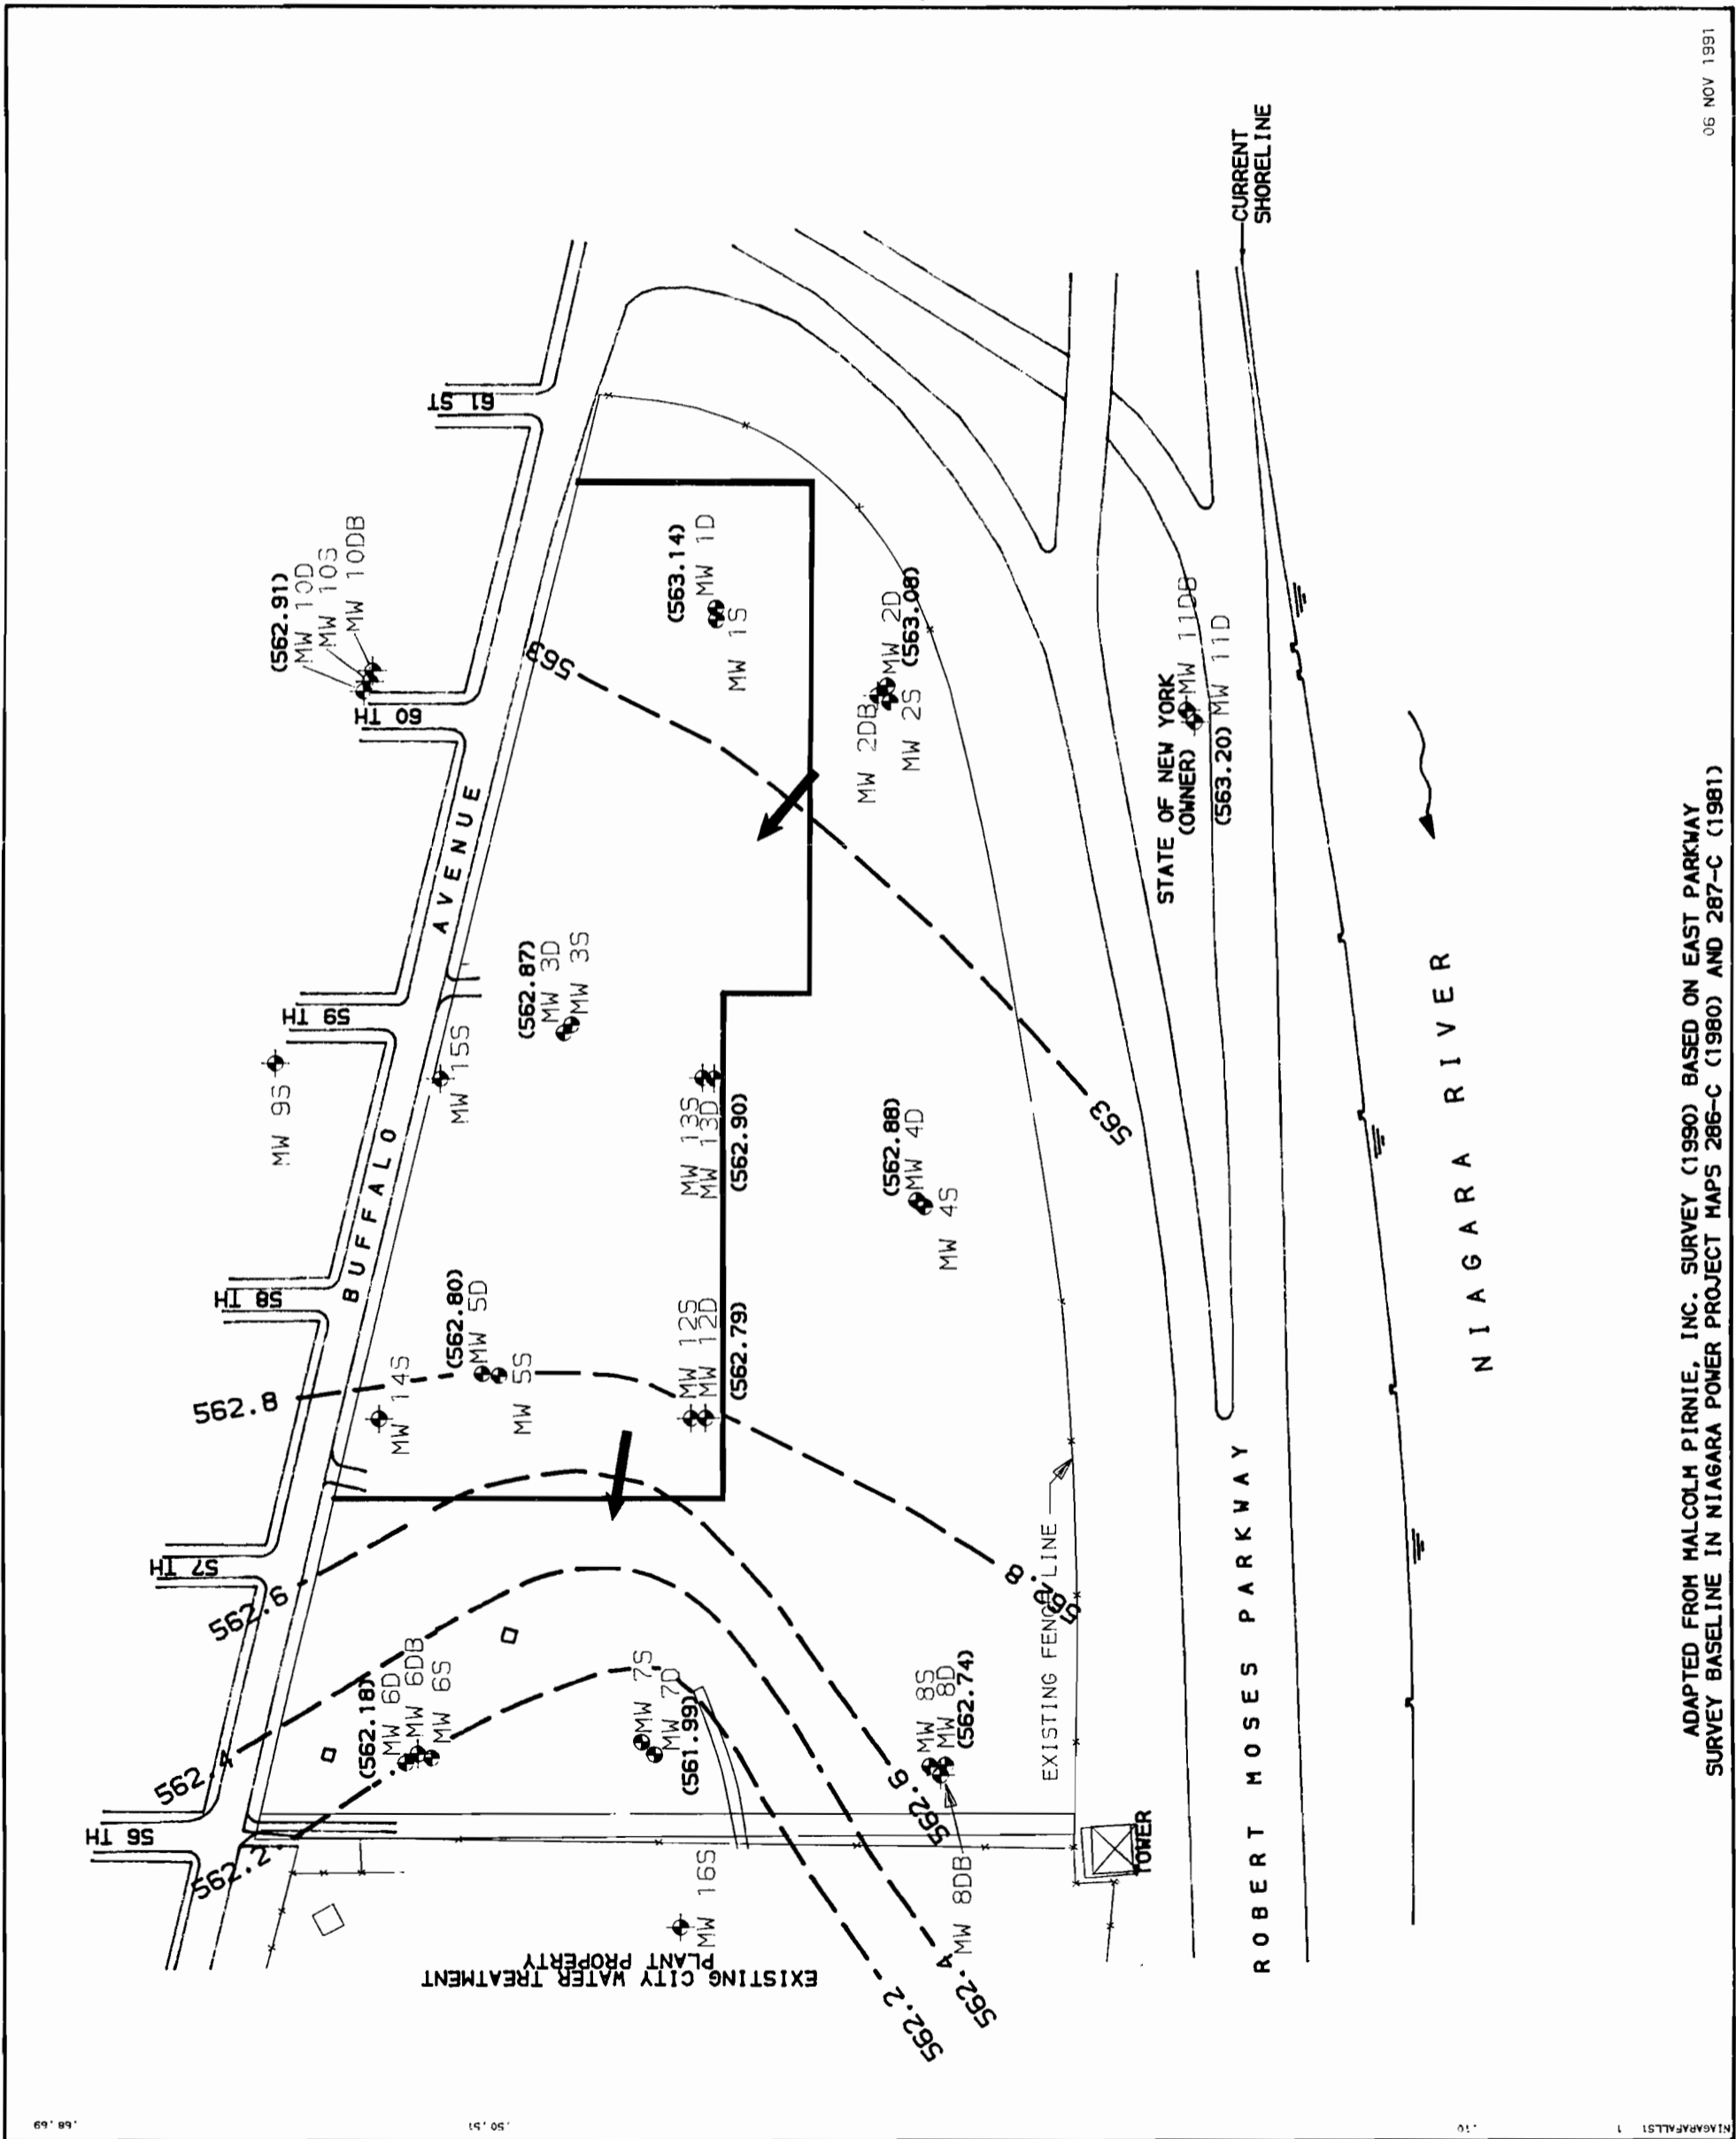 06 NOV 1991
CURRENT
SHORELINE
61 ST
(562.91)
MW 10D
MW 10S
MW 10DB
60 TH
563
(563.14)
MW 1D
MW 1S
MW 2DB
MW 2D
(563.08)
MW 2S
STATE OF NEW YORK
(OWNER)
MW 11DB
MW 11D
(563.20)
BUFFALO AVENUE
59 TH
MW 9S
MW 15S
(562.87)
MW 3D
MW 3S
MW 13S
MW 13D
(562.90)
(562.88)
MW 4D
MW 4S
563
58 TH
562.8
MW 14S
(562.80)
MW 5D
MW 5S
MW 12S
MW 12D
(562.79)
562.8
57 TH
562.6
562.4
56 TH
562.2
(562.18)
MW 6D
MW 6DB
MW 6S
MW 7S
MW 7D
(561.99)
MW 8S
MW 8D
(562.74)
MW 8DB
562.6
562.4
562.2
MW 16S
EXISTING CITY WATER TREATMENT
PLANT PROPERTY
EXISTING FENCE LINE
TOWER
ROBERT MOSES PARKWAY
NIAGARA RIVER
ADAPTED FROM MALCOLM PIRNIE, INC. SURVEY (1990) BASED ON EAST PARKWAY
SURVEY BASELINE IN NIAGARA POWER PROJECT MAPS 286-C (1980) AND 287-C (1981)
.68.69
.50.51
.10
NIAGARAFALLS1 1